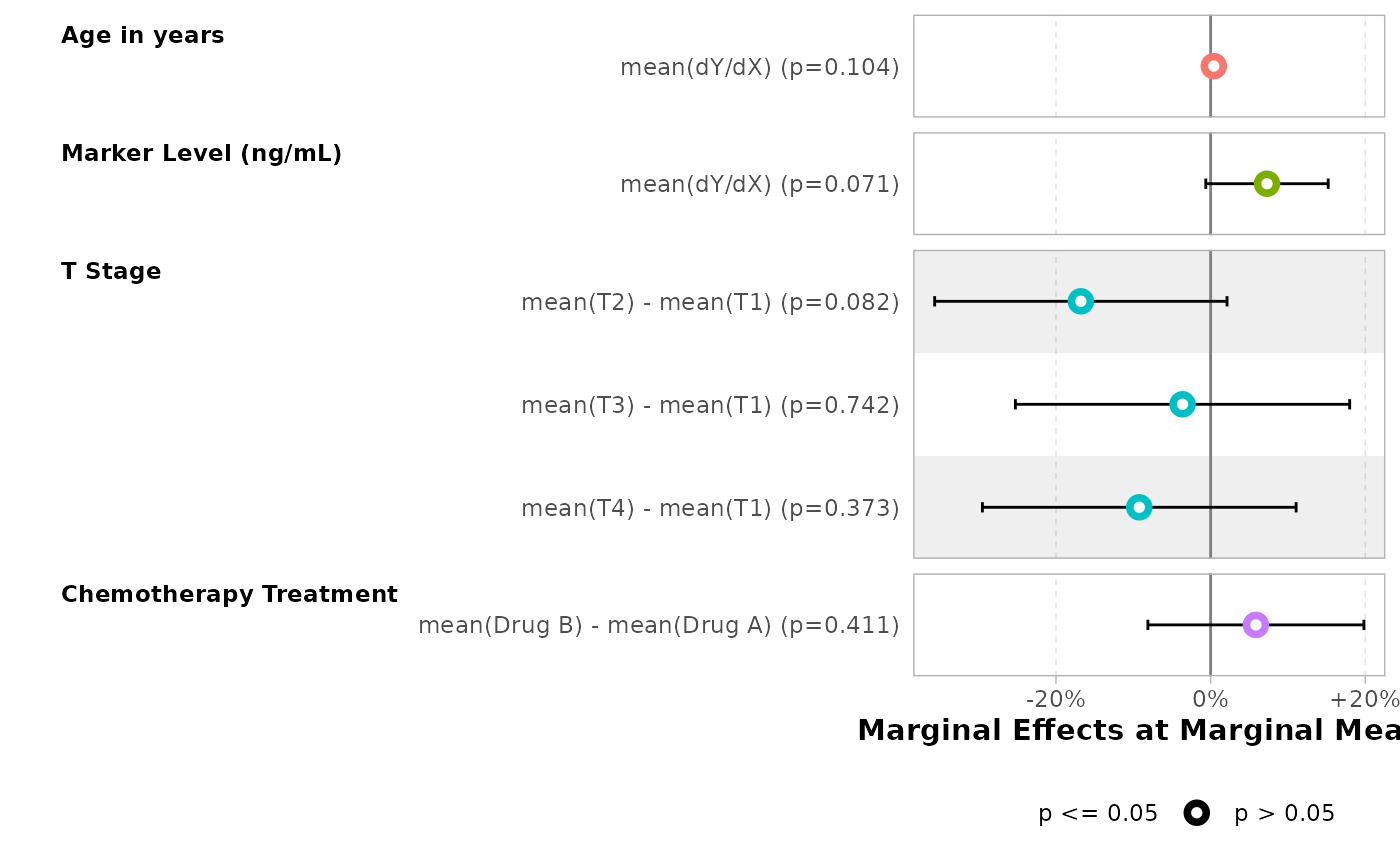 Age in years
mean(dY/dX) (p=0.104)
Marker Level (ng/mL)
mean(dY/dX) (p=0.071)
T Stage
mean(T2) - mean(T1) (p=0.082)
mean(T3) - mean(T1) (p=0.742)
mean(T4) - mean(T1) (p=0.373)
Chemotherapy Treatment
mean(Drug B) - mean(Drug A) (p=0.411)
-20% 0% +20%
Marginal Effects at Marginal Mea
p <= 0.05 p > 0.05